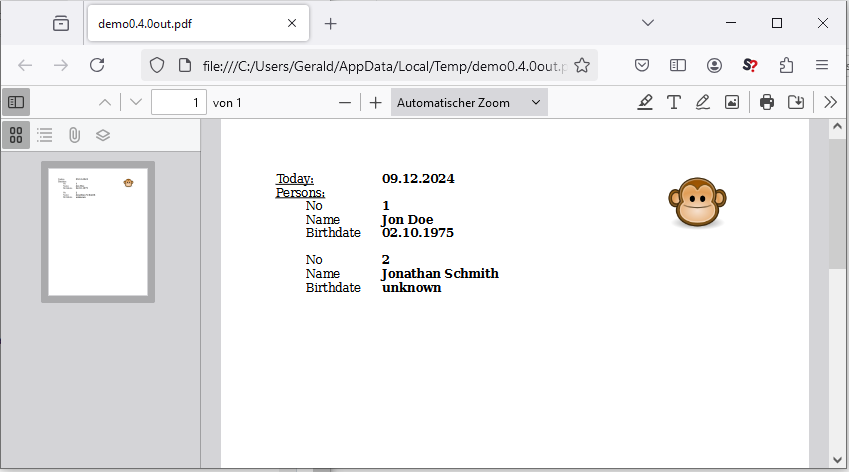 demo0.4.0out.pdf
file:///C:/Users/Gerald/AppData/Local/Temp/demo0.4.0out.p
S?
1 von 1 Automatischer Zoom
Today: 09.12.2024
Persons:
No 1
Name Jon Doe
Birthdate 02.10.1975
No 2
Name Jonathan Schmith
Birthdate unknown